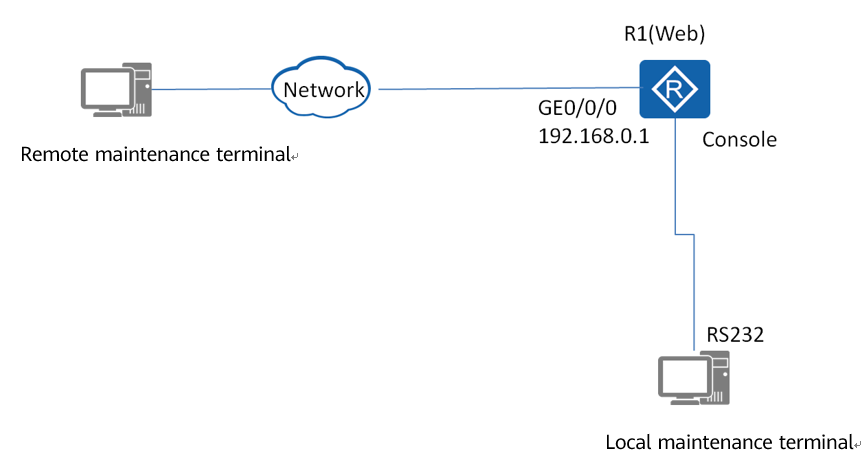 R1(Web)
Network
R
GE0/0/0
192.168.0.1
Console
Remote maintenance terminal
RS232
Local maintenance terminal